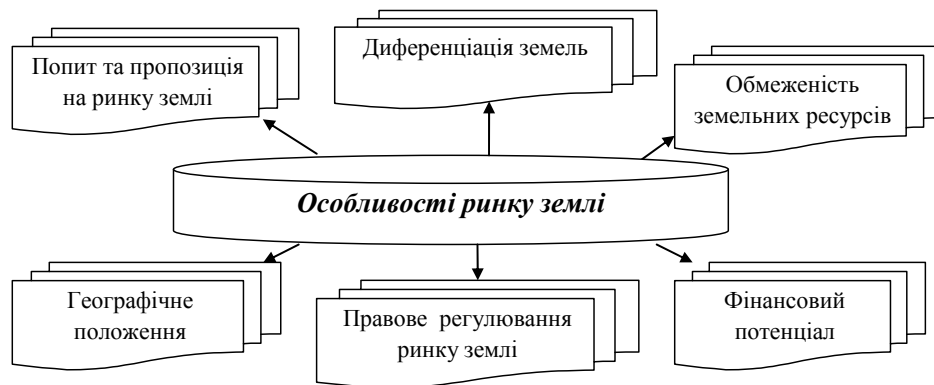 Попит та пропозиція
на ринку землі
Диференціація земель
Обмеженість
земельних ресурсів
Особливості ринку землі
Географічне
положення
Правове регулювання
ринку землі
Фінансовий
потенціал